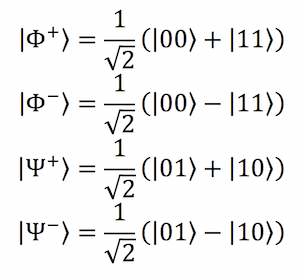 |Φ⁺⟩ = 1/√2 (|00⟩ + |11⟩)
|Φ⁻⟩ = 1/√2 (|00⟩ − |11⟩)
|Ψ⁺⟩ = 1/√2 (|01⟩ + |10⟩)
|Ψ⁻⟩ = 1/√2 (|01⟩ − |10⟩)